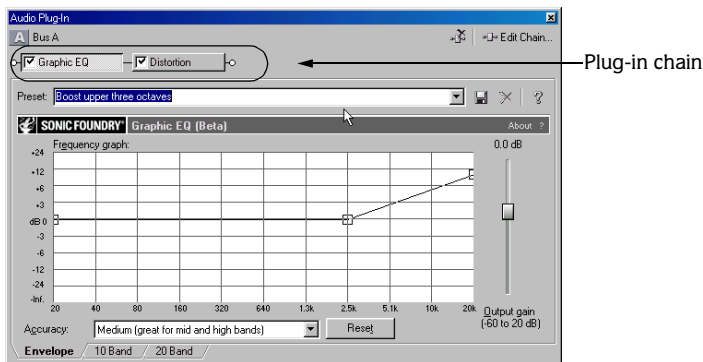 Audio Plug-In
A Bus A
Edit Chain...
Graphic EQ
Distortion
Plug-in chain
Preset: Boost upper three octaves
SONIC FOUNDRY® Graphic EQ (Beta) About ?
Frequency graph: 0.0 dB
+24
+12
+6
+3
dB 0
-3
-6
-12
-24
-Inf.
20 40 80 160 320 640 1.3k 2.5k 5.1k 10k 20k
Output gain
(-60 to 20 dB)
Accuracy: Medium (great for mid and high bands) Reset
Envelope 10 Band 20 Band